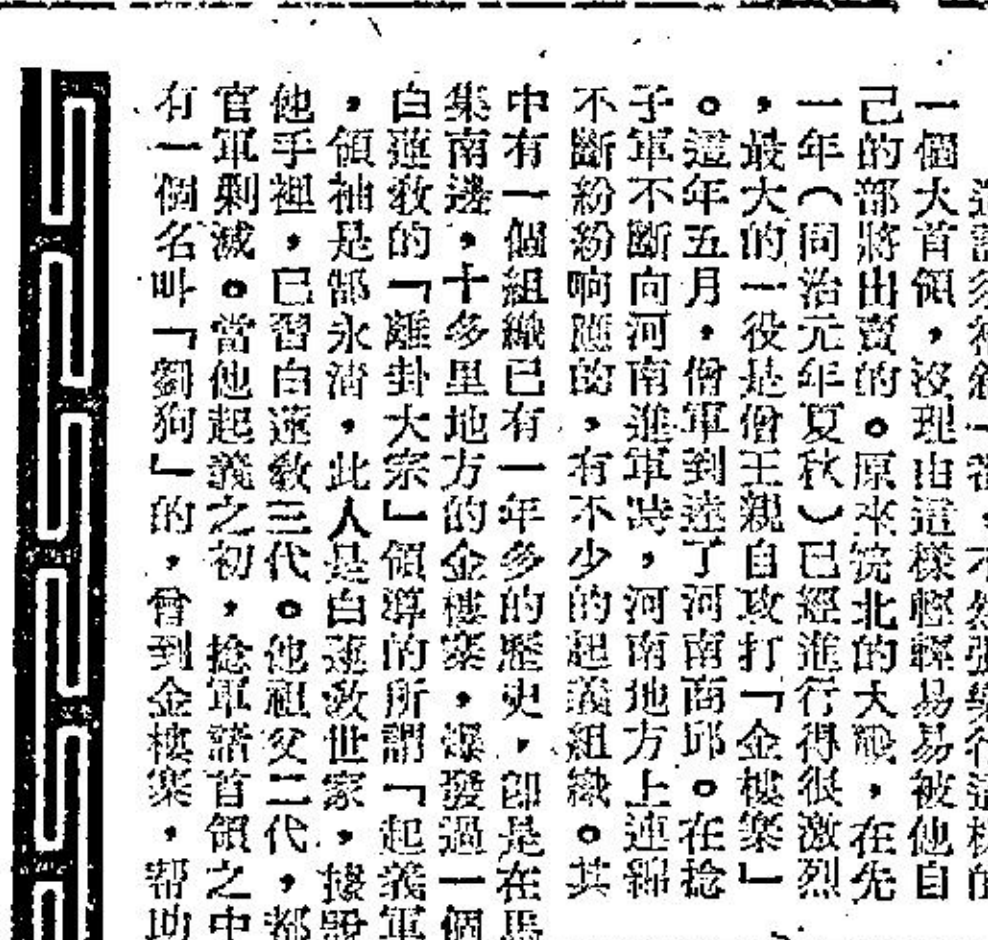 一個大首領，沒理由這樣輕輕易易被他自
己的部將出賣的。原來皖北的大戰，在先
一年（同治元年夏秋）已經進行得很激烈
，最大的一役是僧王親自攻打「金樓寨」
。這年五月，僧軍到達了河南商邱。在捻
子軍不斷向河南進軍時，河南地方上連綿
不斷紛紛响應的，有不少的起義組織。其
中有一個組織已有一年多的歷史，即是在馬
集南邊，十多里地方的金樓寨，爆發過一個
白蓮教的「離卦大宗」領導的所謂「起義軍
，領袖是郜永清，此人是白蓮教世家，據說
他手裡，已習白蓮教三代。他祖父二代，都
官軍剿滅。當他起義之初，捻軍諸首領之中
有一個名叫「劉狗」的，曾到金樓寨，帮助